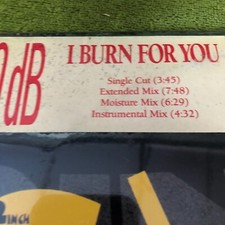 dB
I BURN FOR YOU
Single Cut (3:45)
Extended Mix (7:48)
Moisture Mix (6:29)
Instrumental Mix (4:32)
INCH